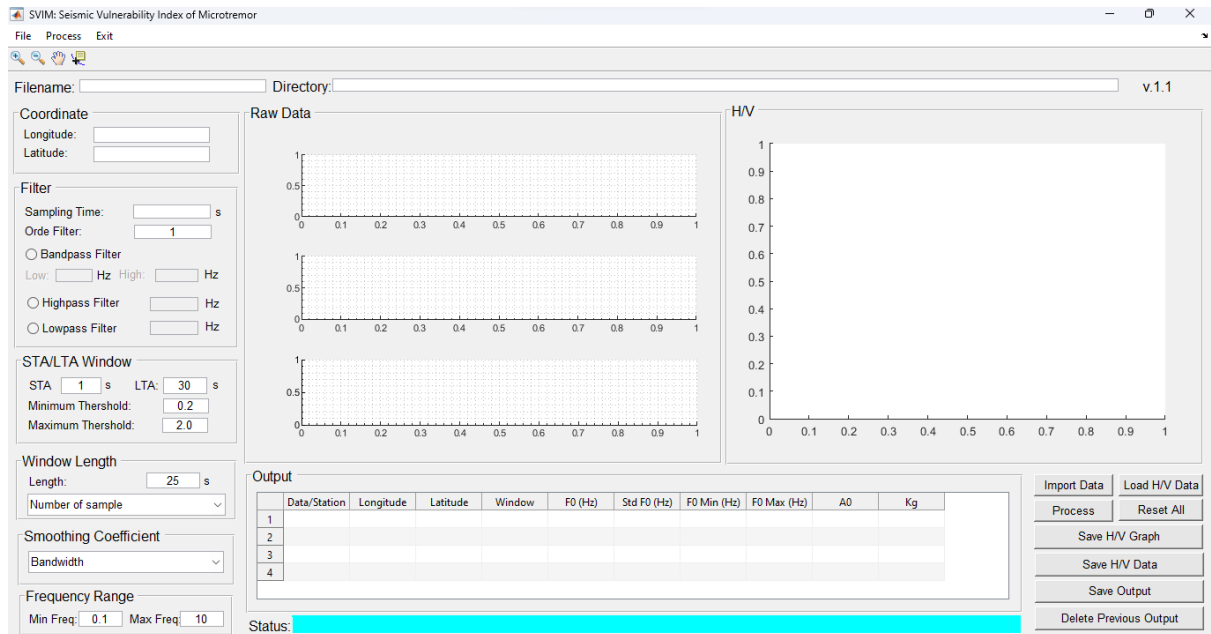 SVIM: Seismic Vulnerability Index of Microtremor
File Process Exit
Filename: Directory: v.1.1
Coordinate
Longitude:
Latitude:
Filter
Sampling Time: s
Orde Filter: 1
Bandpass Filter
Low: Hz High: Hz
Highpass Filter Hz
Lowpass Filter Hz
STA/LTA Window
STA 1 s LTA: 30 s
Minimum Thershold: 0.2
Maximum Thershold: 2.0
Window Length
Length: 25 s
Number of sample
Smoothing Coefficient
Bandwidth
Frequency Range
Min Freq: 0.1 Max Freq: 10
Raw Data
1
0.5
0
0 0.1 0.2 0.3 0.4 0.5 0.6 0.7 0.8 0.9 1
1
0.5
0
0 0.1 0.2 0.3 0.4 0.5 0.6 0.7 0.8 0.9 1
1
0.5
0
0 0.1 0.2 0.3 0.4 0.5 0.6 0.7 0.8 0.9 1
H/V
1
0.9
0.8
0.7
0.6
0.5
0.4
0.3
0.2
0.1
0
0 0.1 0.2 0.3 0.4 0.5 0.6 0.7 0.8 0.9 1
Output
Data/Station Longitude Latitude Window F0 (Hz) Std F0 (Hz) F0 Min (Hz) F0 Max (Hz) A0 Kg
1
2
3
4
Status:
Import Data Load H/V Data
Process Reset All
Save H/V Graph
Save H/V Data
Save Output
Delete Previous Output